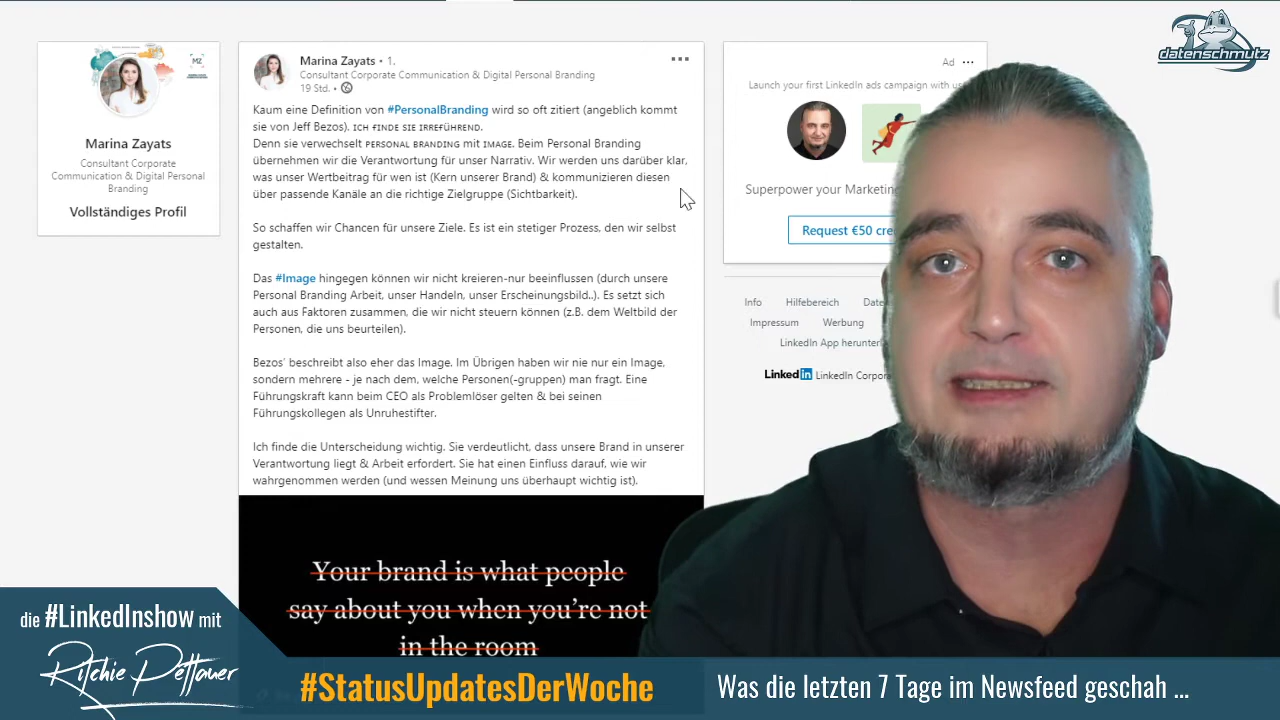 datenschmutz
MZ
Marina Zayats
Consultant Corporate
Communication & Digital Personal
Branding
Vollständiges Profil
Marina Zayats • 1.
Consultant Corporate Communication & Digital Personal Branding
19 Std. •
Kaum eine Definition von #PersonalBranding wird so oft zitiert (angeblich kommt
sie von Jeff Bezos). ɪᴄʜ ꜰɪɴᴅᴇ sɪᴇ ɪʀʀᴇꜰÜʜʀᴇɴᴅ.
Denn sie verwechselt ᴘᴇʀsᴏɴᴀʟ ʙʀᴀɴᴅɪɴɢ mit ɪᴍᴀɢᴇ. Beim Personal Branding
übernehmen wir die Verantwortung für unser Narrativ. Wir werden uns darüber klar,
was unser Wertbeitrag für wen ist (Kern unserer Brand) & kommunizieren diesen
über passende Kanäle an die richtige Zielgruppe (Sichtbarkeit).
So schaffen wir Chancen für unsere Ziele. Es ist ein stetiger Prozess, den wir selbst
gestalten.
Das #Image hingegen können wir nicht kreieren-nur beeinflussen (durch unsere
Personal Branding Arbeit, unser Handeln, unser Erscheinungsbild..). Es setzt sich
auch aus Faktoren zusammen, die wir nicht steuern können (z.B. dem Weltbild der
Personen, die uns beurteilen).
Bezos' beschreibt also eher das Image. Im Übrigen haben wir nie nur ein Image,
sondern mehrere - je nach dem, welche Personen(-gruppen) man fragt. Eine
Führungskraft kann beim CEO als Problemlöser gelten & bei seinen
Führungskollegen als Unruhestifter.
Ich finde die Unterscheidung wichtig. Sie verdeutlicht, dass unsere Brand in unserer
Verantwortung liegt & Arbeit erfordert. Sie hat einen Einfluss darauf, wie wir
wahrgenommen werden (und wessen Meinung uns überhaupt wichtig ist).
Your brand is what people
say about you when you're not
in the room
Ad
Launch your first LinkedIn ads campaign with us
Superpower your Marketing
Request €50
Info Hilfebereich
Impressum Werbung
LinkedIn App
LinkedIn LinkedIn
die #LinkedInshow mit
Ritchie Pettauer
#StatusUpdatesDerWoche
Was die letzten 7 Tage im Newsfeed geschah ...